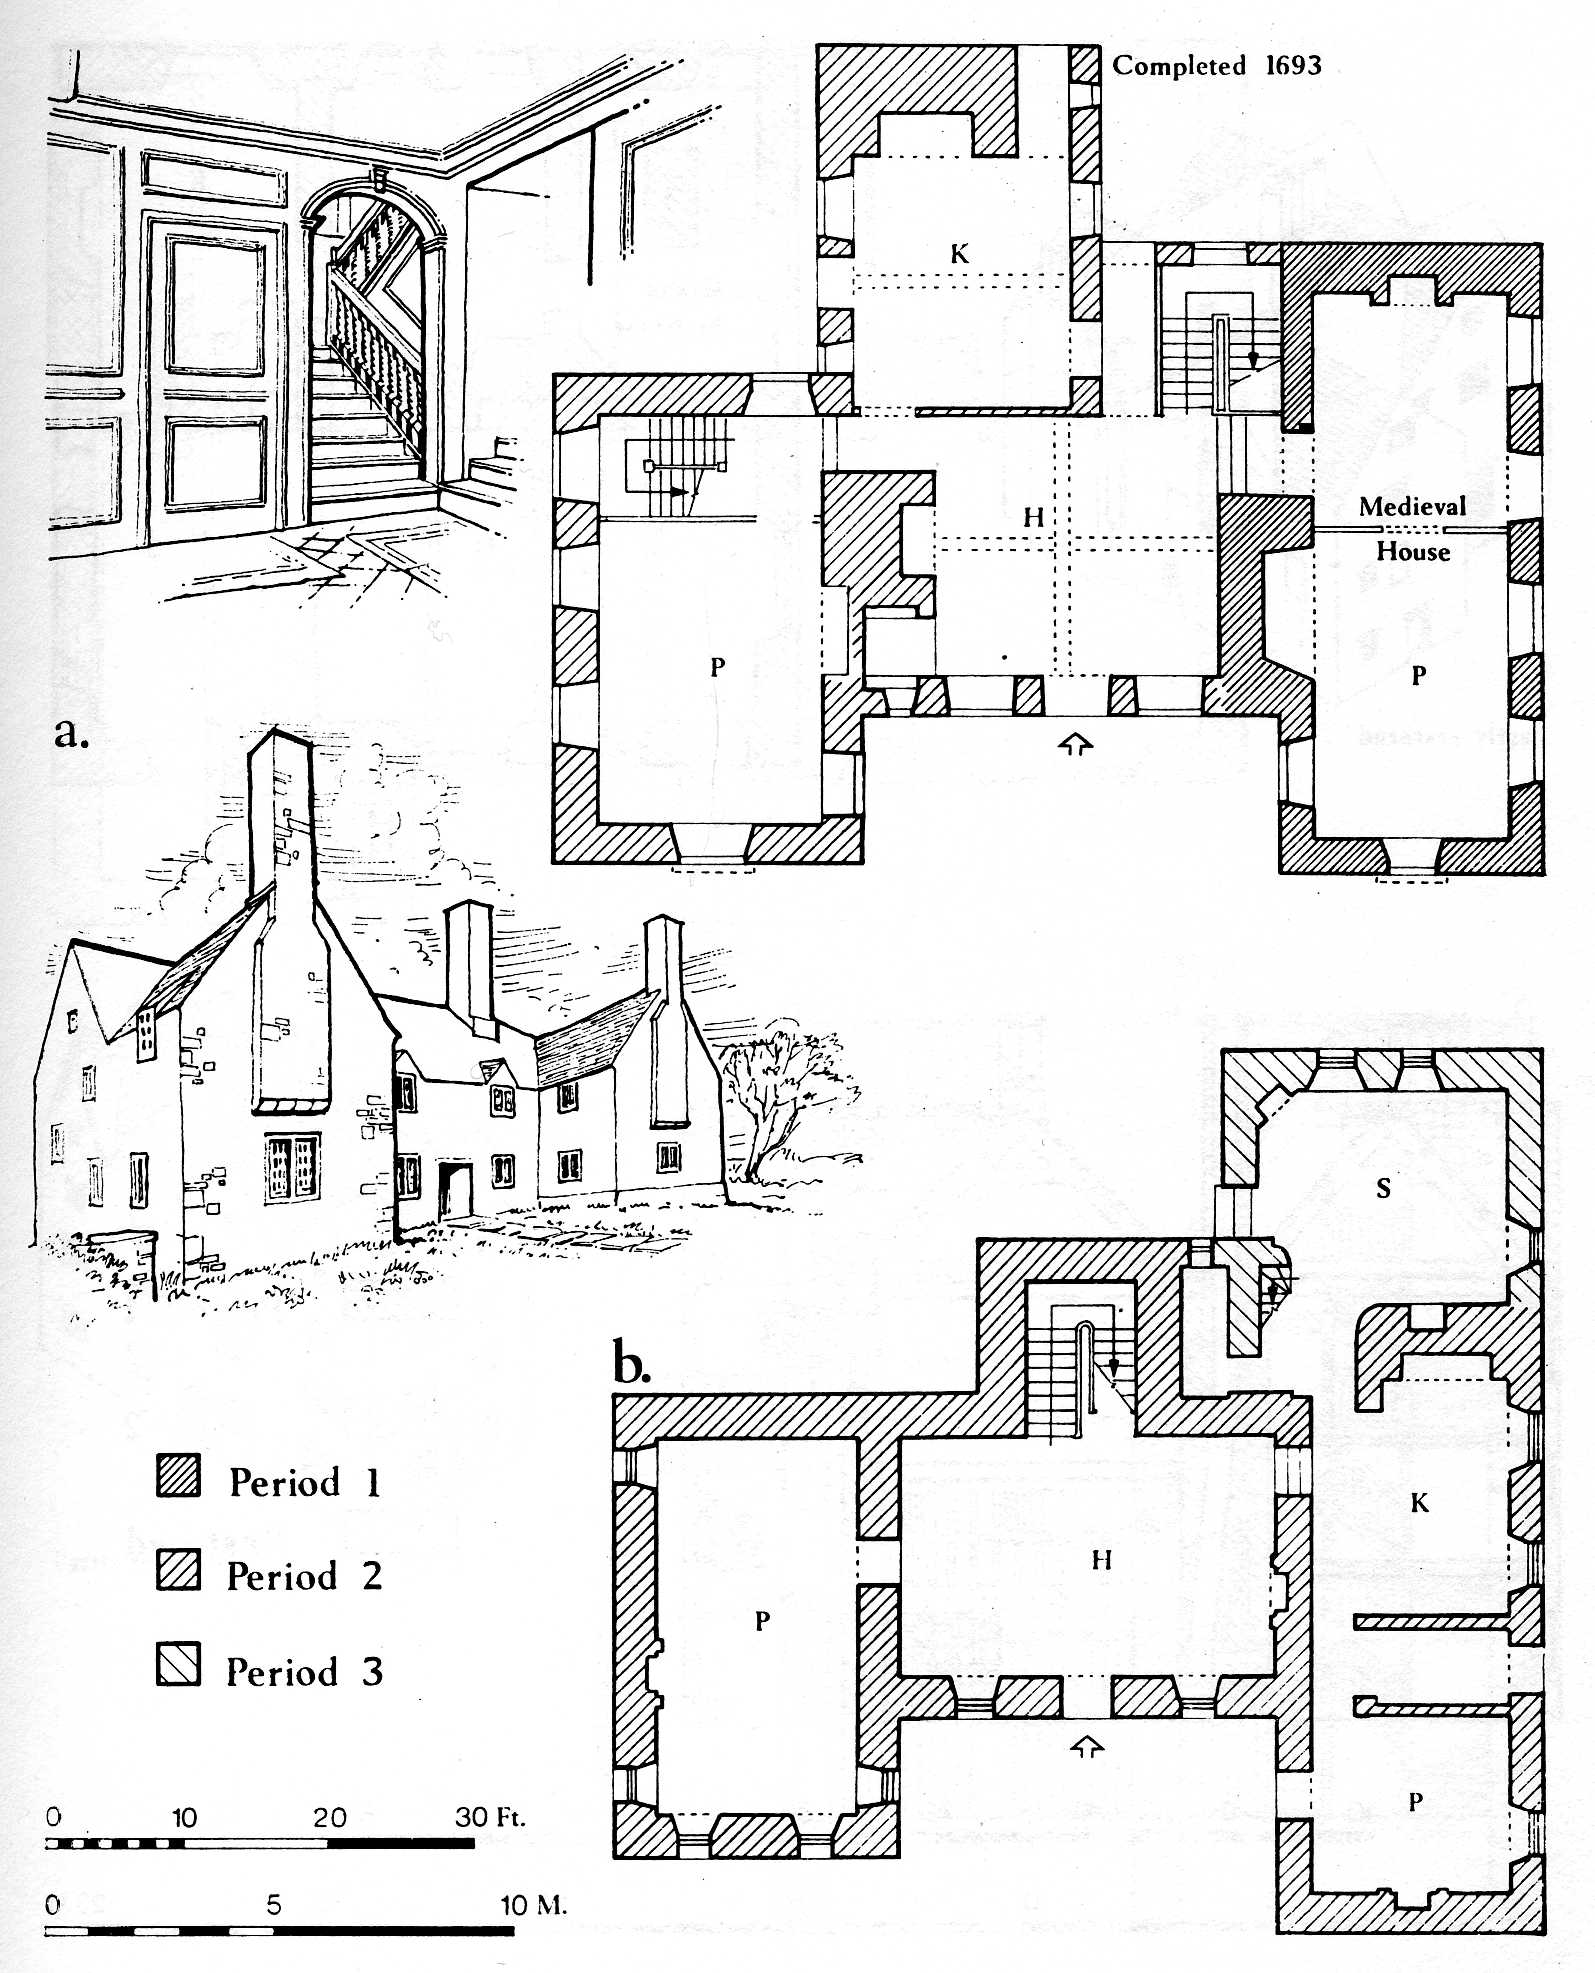 Completed 1693
K
H
Medieval
House
P
P
a.
S
b.
K
H
P
P
Period 1
Period 2
Period 3
0 10 20 30 Ft.
0 5 10 M.